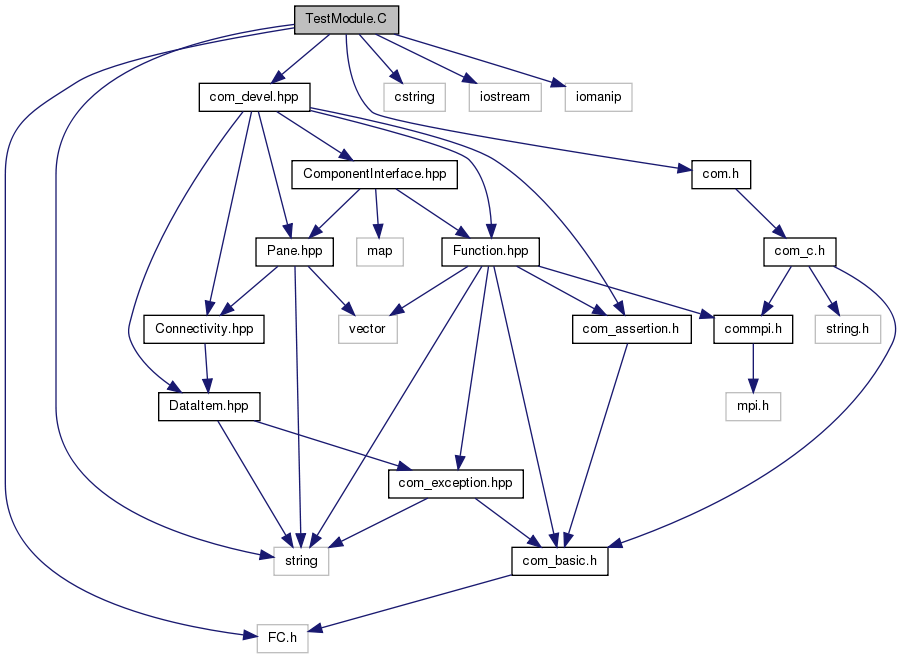 TestModule.C
com_devel.hpp
cstring
iostream
iomanip
ComponentInterface.hpp
com.h
Pane.hpp
map
Function.hpp
com_c.h
Connectivity.hpp
vector
com_assertion.h
commpi.h
string.h
DataItem.hpp
mpi.h
com_exception.hpp
string
com_basic.h
FC.h